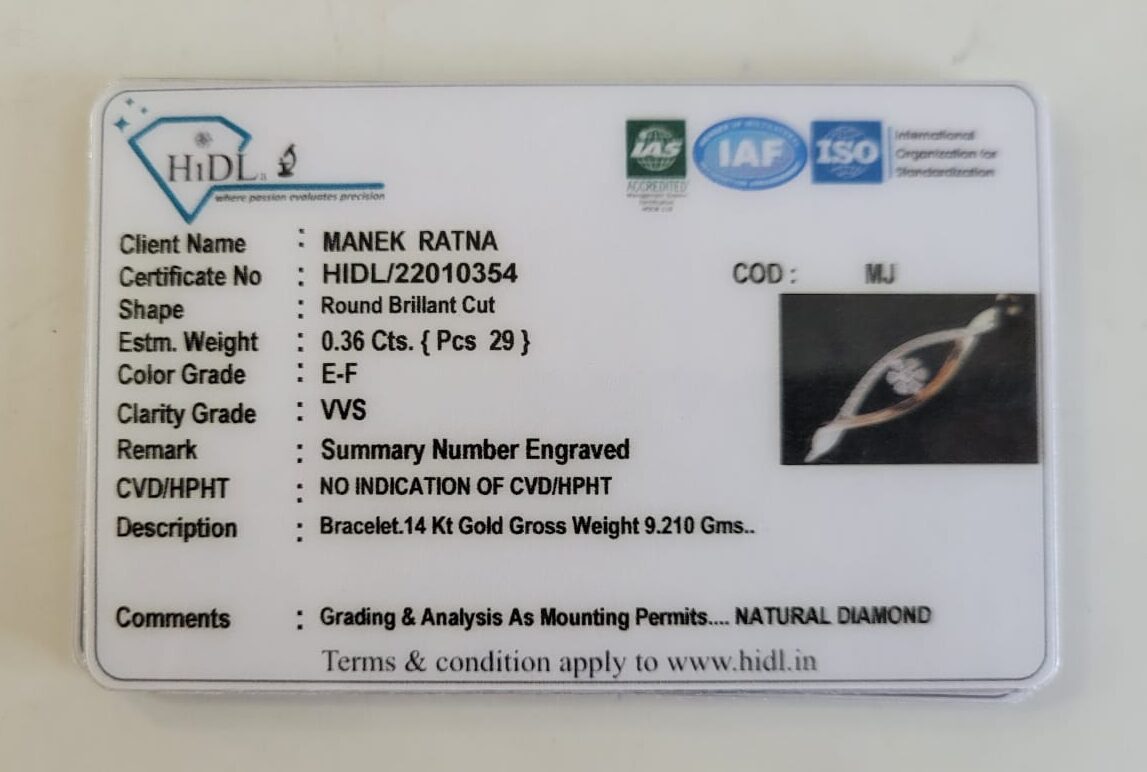 HIDLa
where passion evaluates precision
IAS
ACCREDITED
IAF
ISO
International
Organization for
Standardization
Client Name : MANEK RATNA
Certificate No : HIDL/22010354
COD : MJ
Shape : Round Brillant Cut
Estm. Weight : 0.36 Cts. { Pcs 29 }
Color Grade : E-F
Clarity Grade : VVS
Remark : Summary Number Engraved
CVD/HPHT : NO INDICATION OF CVD/HPHT
Description : Bracelet.14 Kt Gold Gross Weight 9.210 Gms..
Comments : Grading & Analysis As Mounting Permits.... NATURAL DIAMOND
Terms & condition apply to www.hidl.in